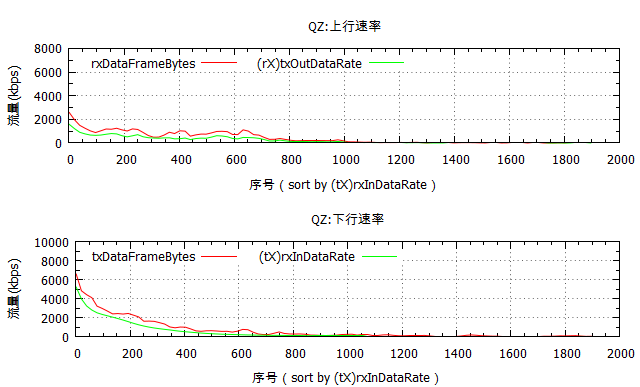 QZ:上行速率
8000
6000
4000
2000
0
流量(kbps)
rxDataFrameBytes
(rX)txOutDataRate
0 200 400 600 800 1000 1200 1400 1600 1800 2000
序号 ( sort by (tX)rxInDataRate )
QZ:下行速率
10000
8000
6000
4000
2000
0
流量(kbps)
txDataFrameBytes
(tX)rxInDataRate
0 200 400 600 800 1000 1200 1400 1600 1800 2000
序号 ( sort by (tX)rxInDataRate )